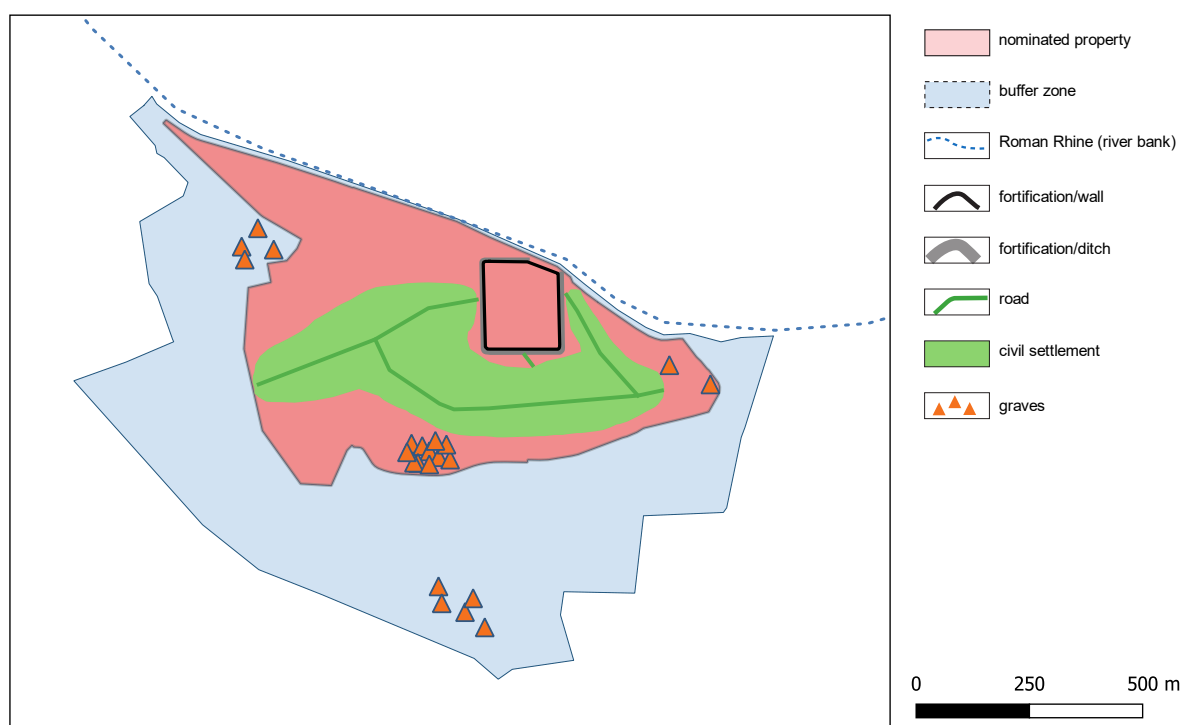 nominated property
buffer zone
Roman Rhine (river bank)
fortification/wall
fortification/ditch
road
civil settlement
graves
0 250 500 m